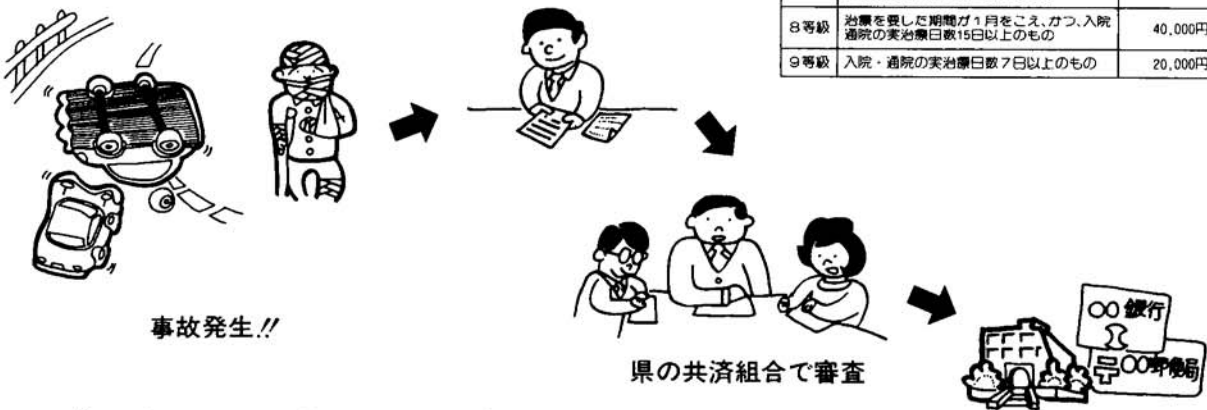 8等級 治療を要した期間が1月をこえ、かつ、入院
通院の実治療日数15日以上のもの 40,000円
9等級 入院・通院の実治療日数7日以上のもの 20,000円
事故発生!!
県の共済組合で審査
○○銀行
〒○○郵便局